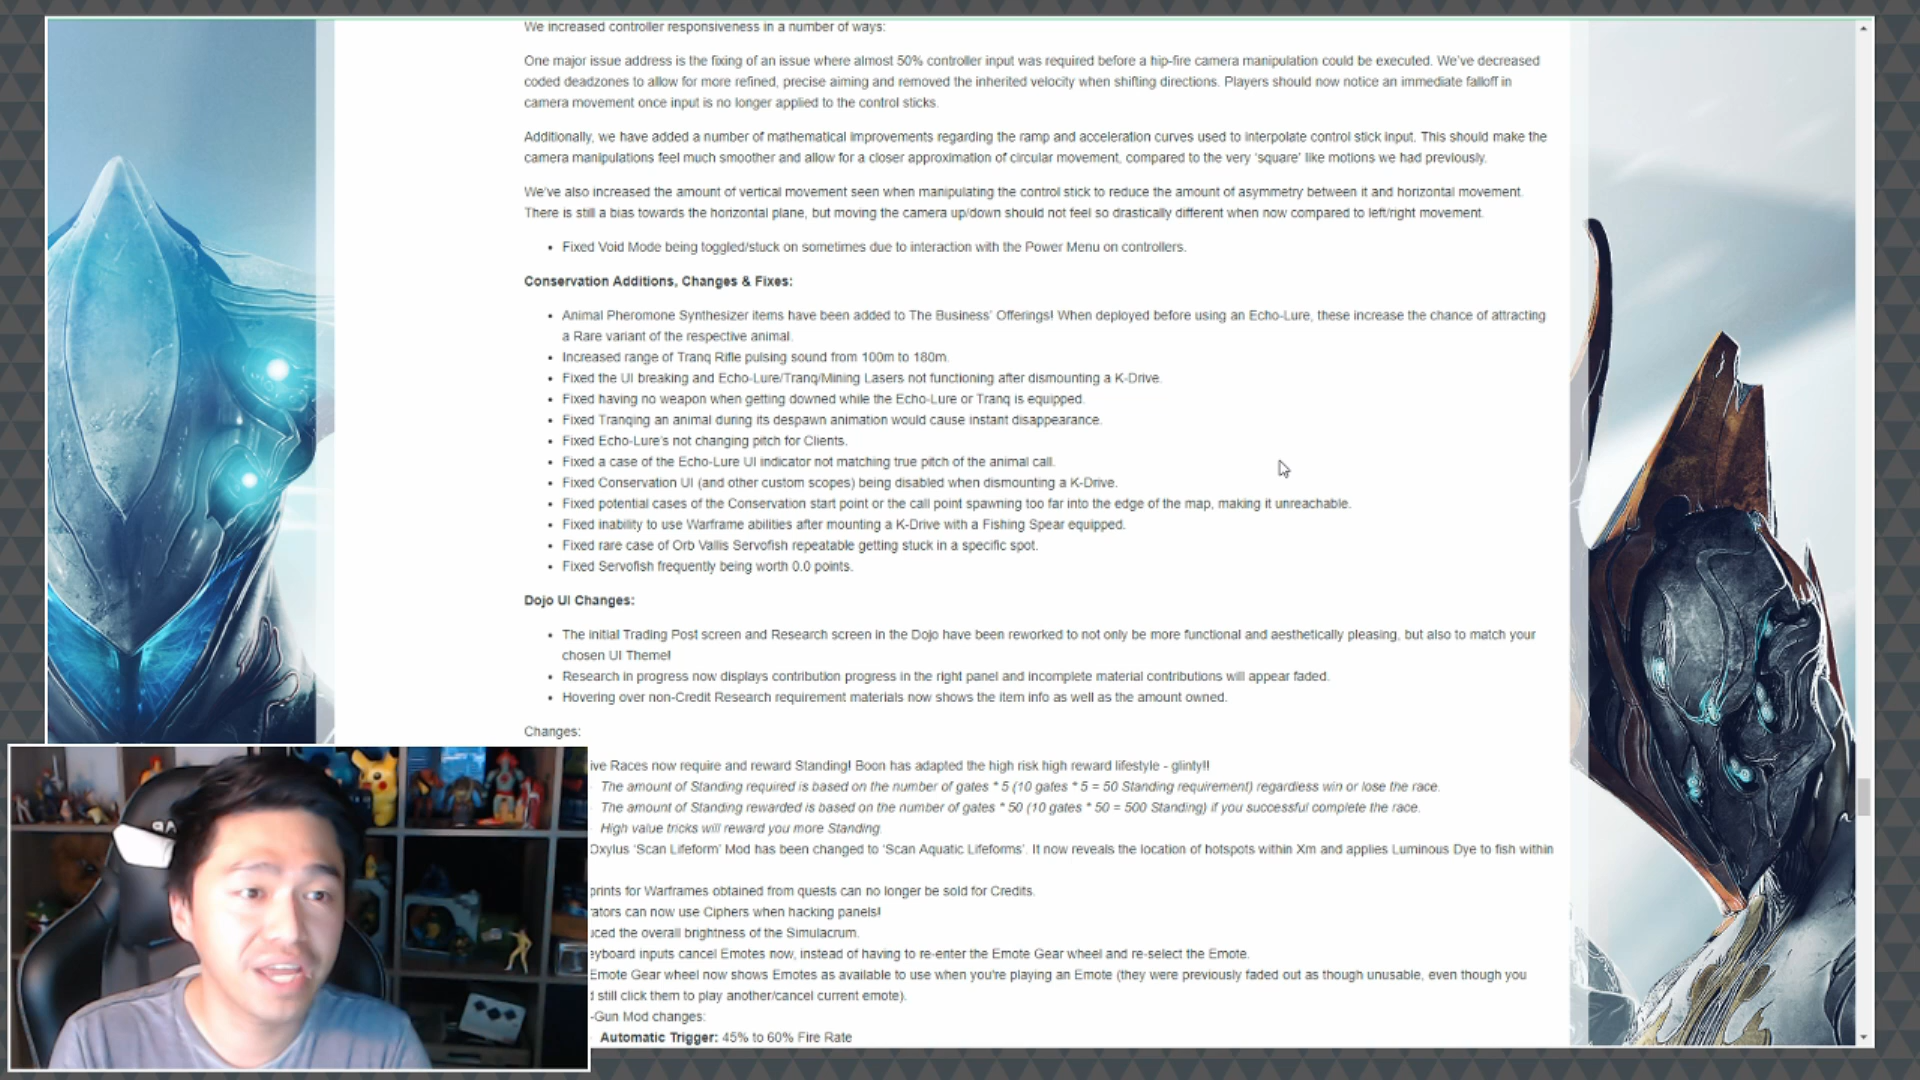 We increased controller responsiveness in a number of ways:
One major issue address is the fixing of an issue where almost 50% controller input was required before a hip-fire camera manipulation could be executed. We've decreased
coded deadzones to allow for more refined, precise aiming and removed the inherited velocity when shifting directions. Players should now notice an immediate falloff in
camera movement once input is no longer applied to the control sticks.
Additionally, we have added a number of mathematical improvements regarding the ramp and acceleration curves used to interpolate control stick input. This should make the
camera manipulations feel much smoother and allow for a closer approximation of circular movement, compared to the very 'square' like motions we had previously.
We've also increased the amount of vertical movement seen when manipulating the control stick to reduce the amount of asymmetry between it and horizontal movement.
There is still a bias towards the horizontal plane, but moving the camera up/down should not feel so drastically different when now compared to left/right movement.
• Fixed Void Mode being toggled/stuck on sometimes due to interaction with the Power Menu on controllers.
Conservation Additions, Changes & Fixes:
• Animal Pheromone Synthesizer items have been added to The Business' Offerings! When deployed before using an Echo-Lure, these increase the chance of attracting
a Rare variant of the respective animal.
• Increased range of Tranq Rifle pulsing sound from 100m to 180m.
• Fixed the UI breaking and Echo-Lure/Tranq/Mining Lasers not functioning after dismounting a K-Drive.
• Fixed having no weapon when getting downed while the Echo-Lure or Tranq is equipped.
• Fixed Tranqing an animal during its despawn animation would cause instant disappearance.
• Fixed Echo-Lure's not changing pitch for Clients.
• Fixed a case of the Echo-Lure UI indicator not matching true pitch of the animal call.
• Fixed Conservation UI (and other custom scopes) being disabled when dismounting a K-Drive.
• Fixed potential cases of the Conservation start point or the call point spawning too far into the edge of the map, making it unreachable.
• Fixed inability to use Warframe abilities after mounting a K-Drive with a Fishing Spear equipped.
• Fixed rare case of Orb Vallis Servofish repeatable getting stuck in a specific spot.
• Fixed Servofish frequently being worth 0.0 points.
Dojo UI Changes:
• The initial Trading Post screen and Research screen in the Dojo have been reworked to not only be more functional and aesthetically pleasing, but also to match your
chosen UI Theme!
• Research in progress now displays contribution progress in the right panel and incomplete material contributions will appear faded.
• Hovering over non-Credit Research requirement materials now shows the item info as well as the amount owned.
Changes:
ive Races now require and reward Standing! Boon has adapted the high risk high reward lifestyle - glinty!!
The amount of Standing required is based on the number of gates * 5 (10 gates * 5 = 50 Standing requirement) regardless win or lose the race.
The amount of Standing rewarded is based on the number of gates * 50 (10 gates * 50 = 500 Standing) if you successful complete the race.
High value tricks will reward you more Standing.
Oxylus 'Scan Lifeform' Mod has been changed to 'Scan Aquatic Lifeforms'. It now reveals the location of hotspots within Xm and applies Luminous Dye to fish within
prints for Warframes obtained from quests can no longer be sold for Credits.
rators can now use Ciphers when hacking panels!
uced the overall brightness of the Simulacrum.
eyboard inputs cancel Emotes now, instead of having to re-enter the Emote Gear wheel and re-select the Emote.
Emote Gear wheel now shows Emotes as available to use when you're playing an Emote (they were previously faded out as though unusable, even though you
d still click them to play another/cancel current emote).
-Gun Mod changes:
Automatic Trigger: 45% to 60% Fire Rate